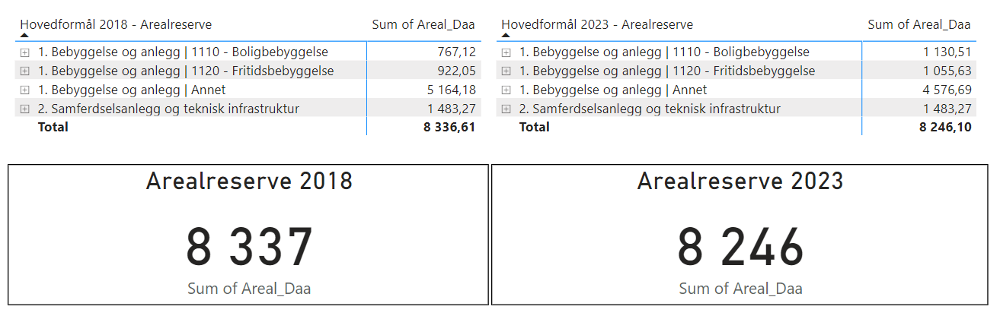 Hovedformål 2018 - Arealreserve Sum of Areal_Daa
1. Bebyggelse og anlegg | 1110 - Boligbebyggelse 767,12
1. Bebyggelse og anlegg | 1120 - Fritidsbebyggelse 922,05
1. Bebyggelse og anlegg | Annet 5 164,18
2. Samferdselsanlegg og teknisk infrastruktur 1 483,27
Total 8 336,61
Hovedformål 2023 - Arealreserve Sum of Areal_Daa
1. Bebyggelse og anlegg | 1110 - Boligbebyggelse 1 130,51
1. Bebyggelse og anlegg | 1120 - Fritidsbebyggelse 1 055,63
1. Bebyggelse og anlegg | Annet 4 576,69
2. Samferdselsanlegg og teknisk infrastruktur 1 483,27
Total 8 246,10
Arealreserve 2018
8 337
Sum of Areal_Daa
Arealreserve 2023
8 246
Sum of Areal_Daa